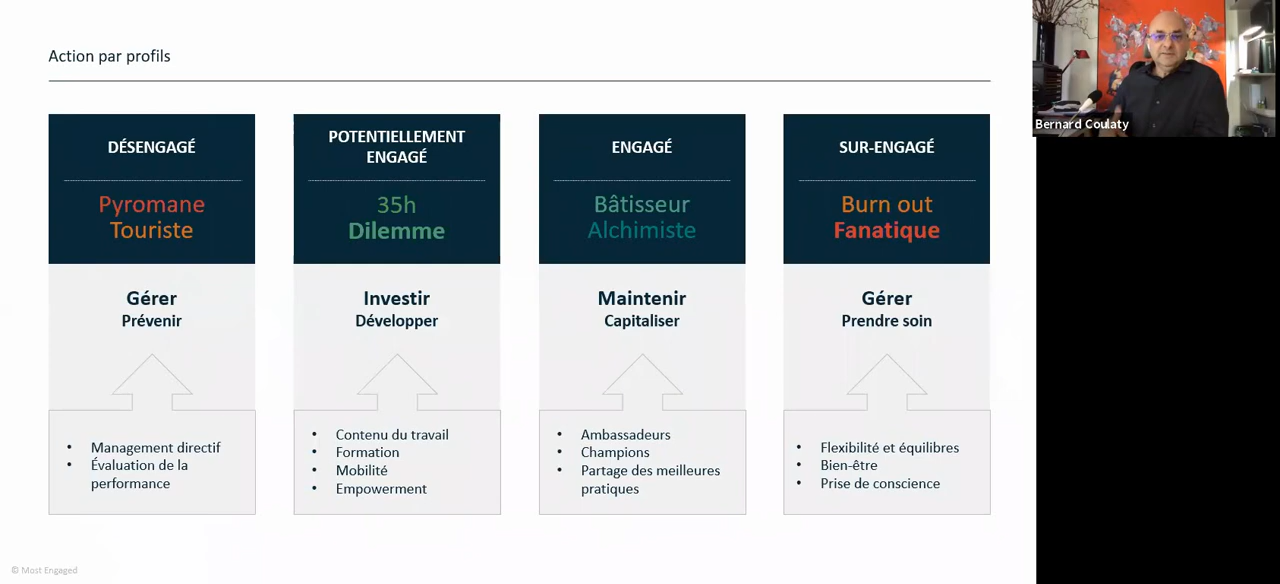 Action par profils
DÉSENGAGÉ
Pyromane
Touriste
Gérer
Prévenir
• Management directif
• Évaluation de la
performance
POTENTIELLEMENT
ENGAGÉ
35h
Dilemme
Investir
Développer
• Contenu du travail
• Formation
• Mobilité
• Empowerment
ENGAGÉ
Bâtisseur
Alchimiste
Maintenir
Capitaliser
• Ambassadeurs
• Champions
• Partage des meilleures
pratiques
SUR-ENGAGÉ
Burn out
Fanatique
Gérer
Prendre soin
• Flexibilité et équilibres
• Bien-être
• Prise de conscience
© Most Engaged
Bernard Coulaty